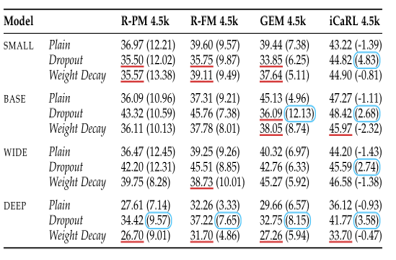 Model R-PM 4.5k R-FM 4.5k GEM 4.5k iCaRL 4.5k
SMALL Plain 36.97 (12.21) 39.60 (9.57) 39.44 (7.38) 43.22 (-1.39)
Dropout 35.50 (12.02) 35.75 (9.87) 33.85 (6.25) 44.82 (4.83)
Weight Decay 35.57 (13.38) 39.11 (9.49) 37.64 (5.11) 44.90 (-0.81)
BASE Plain 36.09 (10.96) 37.31 (9.21) 45.13 (4.96) 47.27 (-1.11)
Dropout 43.32 (10.59) 45.76 (7.38) 36.09 (12.13) 48.42 (2.68)
Weight Decay 36.11 (10.13) 37.78 (8.01) 38.05 (8.74) 45.97 (-2.32)
WIDE Plain 36.47 (12.45) 39.25 (9.26) 40.32 (6.97) 44.20 (-1.43)
Dropout 42.20 (12.31) 45.51 (8.85) 42.76 (6.33) 45.59 (2.74)
Weight Decay 39.75 (8.28) 38.73 (10.01) 45.27 (5.92) 46.58 (-1.38)
DEEP Plain 27.61 (7.14) 32.26 (3.33) 29.66 (6.57) 36.12 (-0.93)
Dropout 34.42 (9.57) 37.22 (7.65) 32.75 (8.15) 41.77 (3.58)
Weight Decay 26.70 (9.01) 31.70 (4.86) 27.26 (5.94) 33.70 (-0.47)